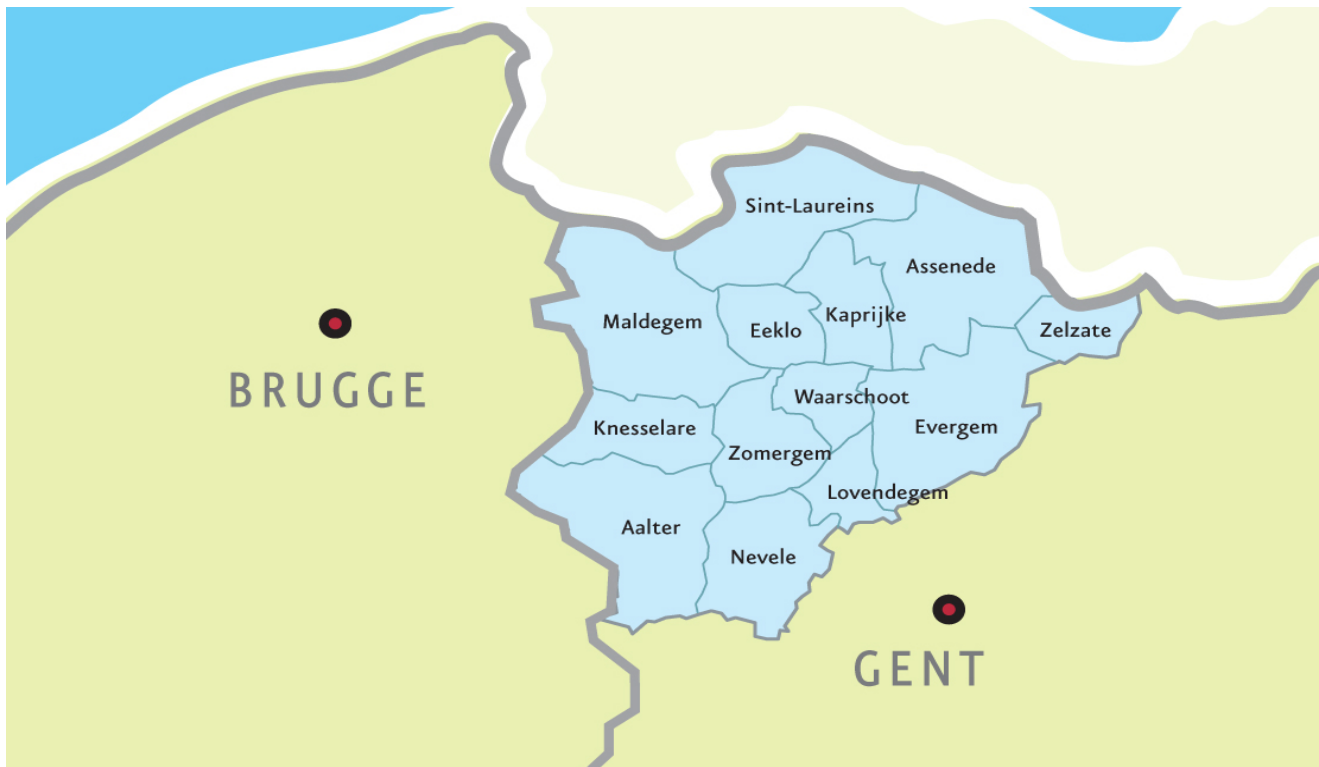 Sint-Laureins
Assenede
Maldegem
Eeklo
Kaprijke
Zelzate
BRUGGE
Waarschoot
Knesselare
Zomergem
Evergem
Lovendegem
Aalter
Nevele
GENT